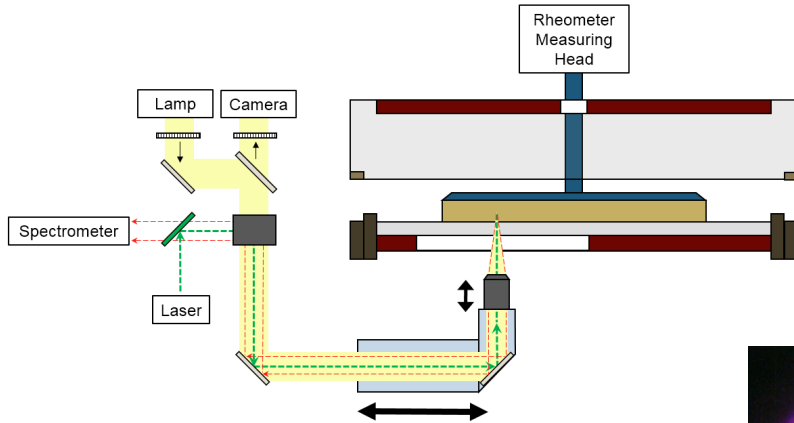 Rheometer
Measuring
Head
Lamp
Camera
Spectrometer
Laser